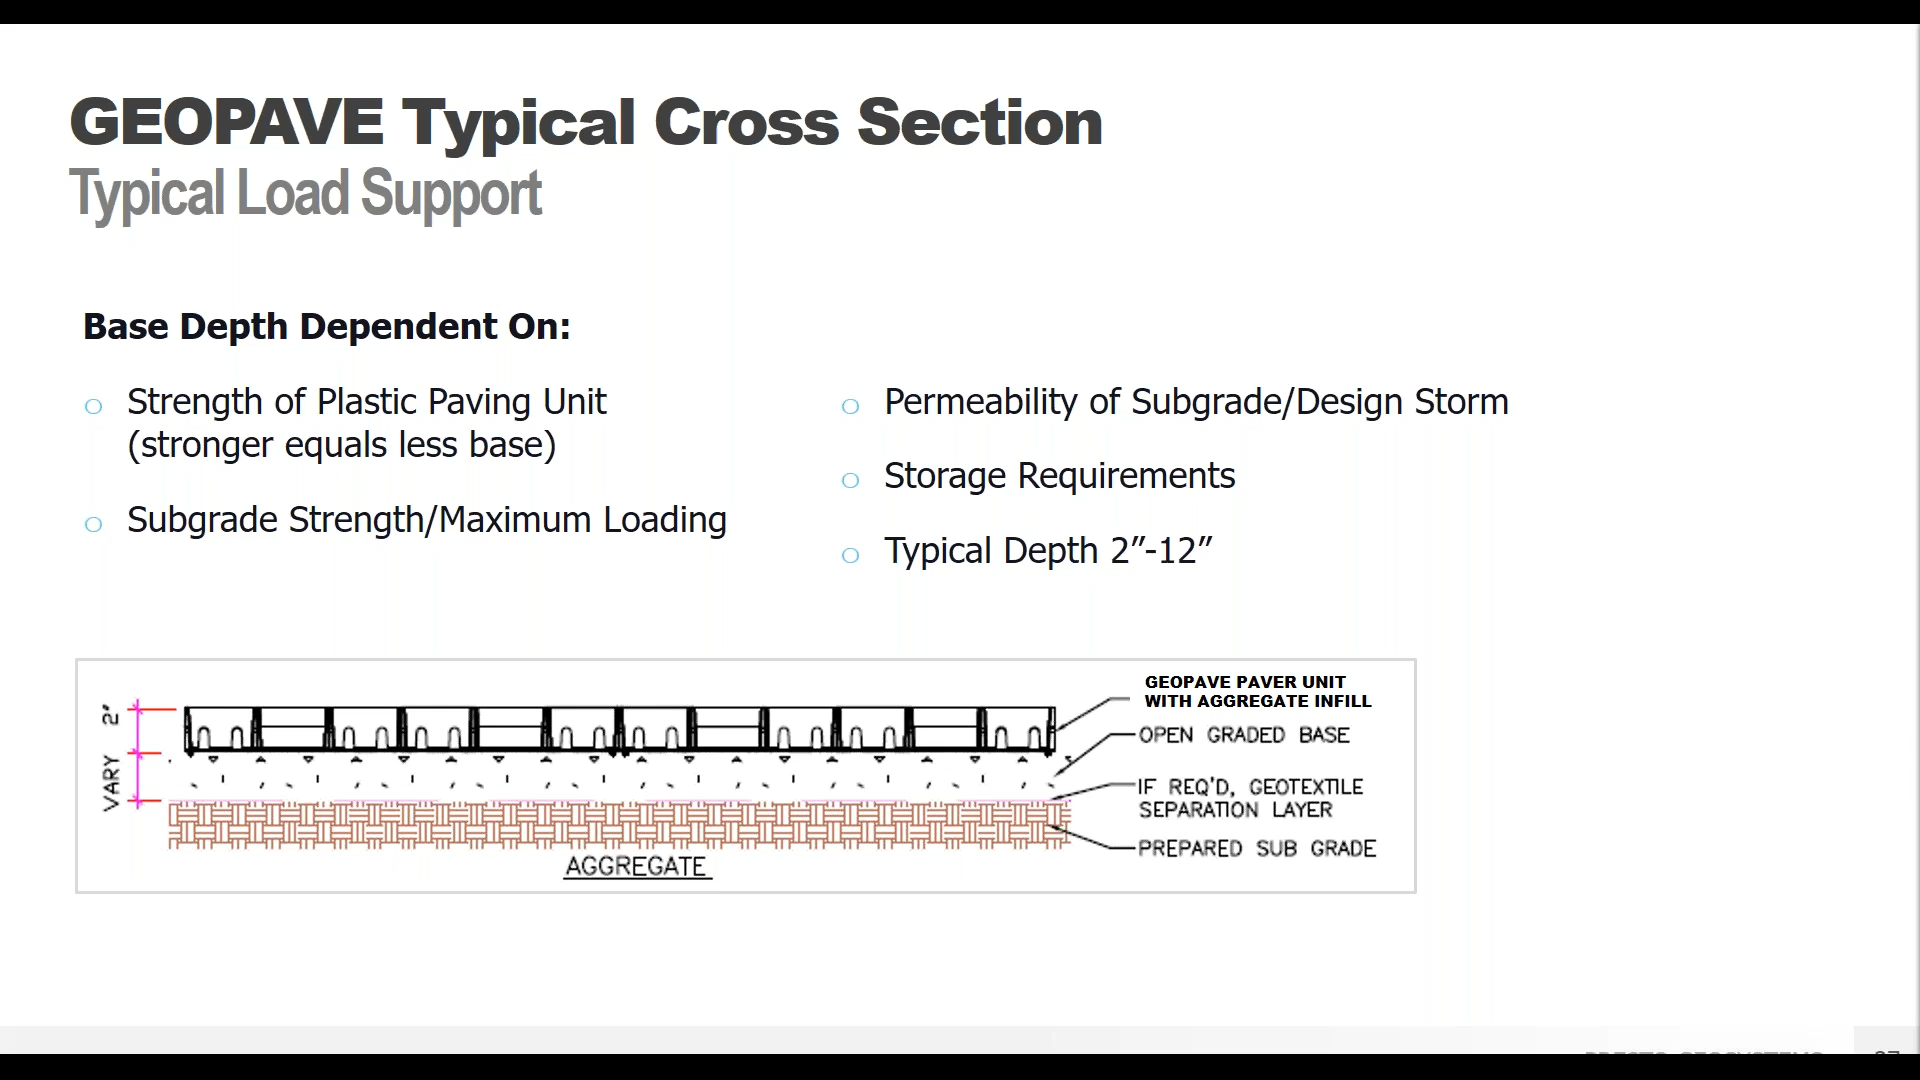 GEOPAVE Typical Cross Section
Typical Load Support
Base Depth Dependent On:
Strength of Plastic Paving Unit
(stronger equals less base)
Subgrade Strength/Maximum Loading
Permeability of Subgrade/Design Storm
Storage Requirements
Typical Depth 2”-12”
2"
VARY
GEOPAVE PAVER UNIT
WITH AGGREGATE INFILL
OPEN GRADED BASE
IF REQ'D, GEOTEXTILE
SEPARATION LAYER
PREPARED SUB GRADE
AGGREGATE